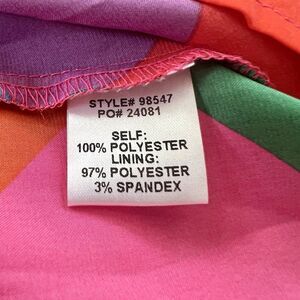 STYLE# 98547
PO# 24081
SELF:
100% POLYESTER
LINING:
97% POLYESTER
3% SPANDEX